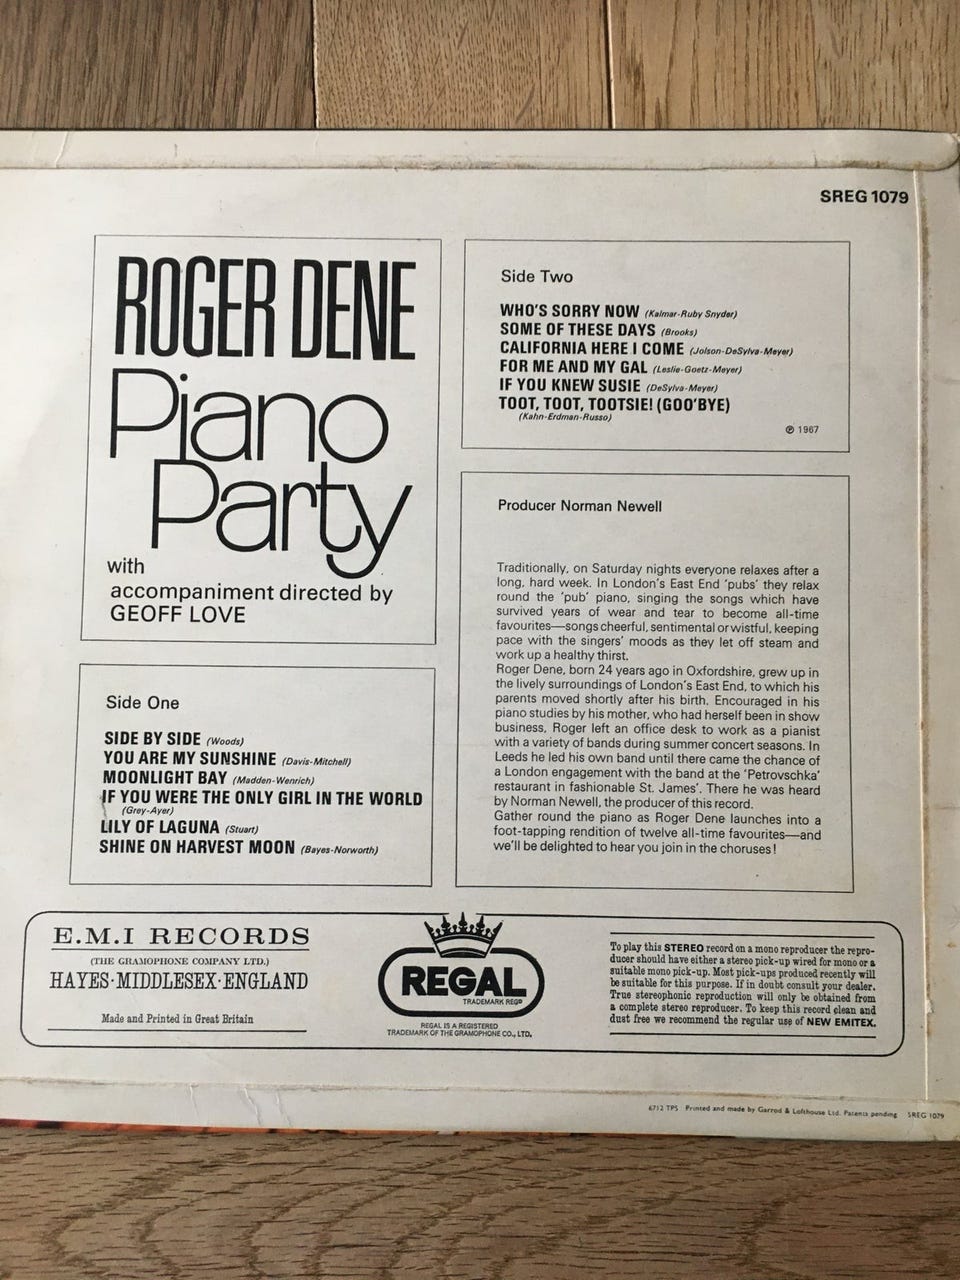 SREG 1079
ROGER DENE
Piano
Party
with
accompaniment directed by
GEOFF LOVE
Side One
SIDE BY SIDE (Woods)
YOU ARE MY SUNSHINE (Davis-Mitchell)
MOONLIGHT BAY (Madden-Wenrich)
IF YOU WERE THE ONLY GIRL IN THE WORLD
(Grey-Ayer)
LILY OF LAGUNA (Stuart)
SHINE ON HARVEST MOON (Bayes-Norworth)
Side Two
WHO'S SORRY NOW (Kalmar-Ruby Snyder)
SOME OF THESE DAYS (Brooks)
CALIFORNIA HERE I COME (Jolson-DeSylva-Meyer)
FOR ME AND MY GAL (Leslie-Goetz-Meyer)
IF YOU KNEW SUSIE (DeSylva-Meyer)
TOOT, TOOT, TOOTSIE! (GOO'BYE)
(Kahn-Erdman-Russo)
℗ 1967
Producer Norman Newell
Traditionally, on Saturday nights everyone relaxes after a
long, hard week. In London's East End 'pubs' they relax
round the 'pub' piano, singing the songs which have
survived years of wear and tear to become all-time
favourites—songs cheerful, sentimental or wistful, keeping
pace with the singers' moods as they let off steam and
work up a healthy thirst.
Roger Dene, born 24 years ago in Oxfordshire, grew up in
the lively surroundings of London's East End, to which his
parents moved shortly after his birth. Encouraged in his
piano studies by his mother, who had herself been in show
business, Roger left an office desk to work as a pianist
with a variety of bands during summer concert seasons. In
Leeds he led his own band until there came the chance of
a London engagement with the band at the 'Petrovschka'
restaurant in fashionable St. James'. There he was heard
by Norman Newell, the producer of this record.
Gather round the piano as Roger Dene launches into a
foot-tapping rendition of twelve all-time favourites—and
we'll be delighted to hear you join in the choruses!
E.M.I RECORDS
(THE GRAMOPHONE COMPANY LTD.)
HAYES·MIDDLESEX·ENGLAND
Made and Printed in Great Britain
REGAL
TRADEMARK REGD
REGAL IS A REGISTERED
TRADEMARK OF THE GRAMOPHONE CO., LTD.
To play this STEREO record on a mono reproducer the repro-
ducer should have either a stereo pick-up wired for mono or a
suitable mono pick-up. Most pick-ups produced recently will
be suitable for this purpose. If in doubt consult your dealer.
True stereophonic reproduction will only be obtained from
a complete stereo reproducer. To keep this record clean and
dust free we recommend the regular use of NEW EMITEX.
6712 TPS Printed and made by Garrod & Lofthouse Ltd. Patents pending SREG 1079